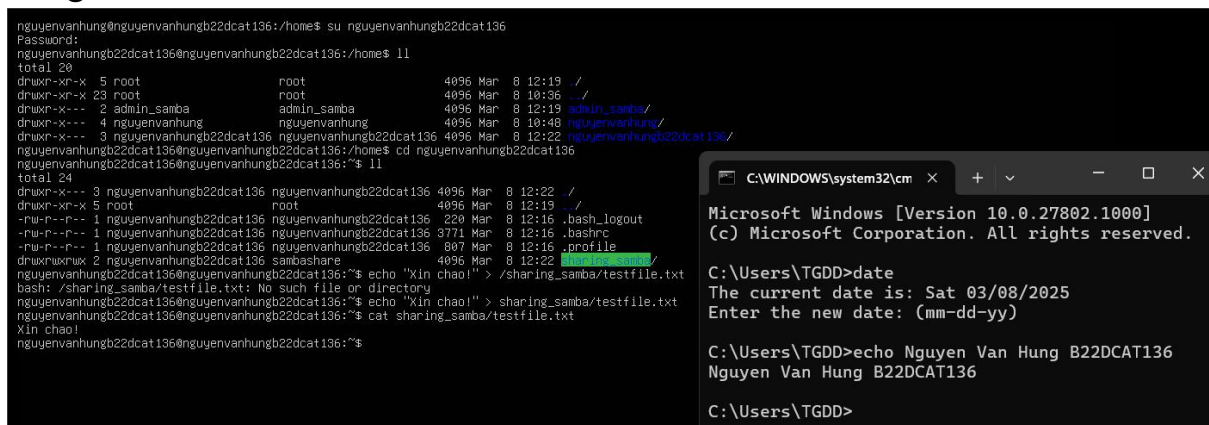 nguyenvanhung@nguyenvanhungb22dcat136:/home$ su nguyenvanhungb22dcat136
Password:
nguyenvanhungb22dcat136@nguyenvanhungb22dcat136:/home$ ll
total 20
drwxr-xr-x 5 root root 4096 Mar 8 12:19 ./
drwxr-xr-x 23 root root 4096 Mar 8 10:36 ../
drwxr-x--- 2 admin_samba admin_samba 4096 Mar 8 12:19 admin_samba/
drwxr-x--- 4 nguyenvanhung nguyenvanhung 4096 Mar 8 10:48 nguyenvanhung/
drwxr-x--- 3 nguyenvanhungb22dcat136 nguyenvanhungb22dcat136 4096 Mar 8 12:22 nguyenvanhungb22dcat136/
nguyenvanhungb22dcat136@nguyenvanhungb22dcat136:/home$ cd nguyenvanhungb22dcat136
nguyenvanhungb22dcat136@nguyenvanhungb22dcat136:~$ ll
total 24
drwxr-x--- 3 nguyenvanhungb22dcat136 nguyenvanhungb22dcat136 4096 Mar 8 12:22 ./
drwxr-xr-x 5 root root 4096 Mar 8 12:19 ../
-rw-r--r-- 1 nguyenvanhungb22dcat136 nguyenvanhungb22dcat136 220 Mar 8 12:16 .bash_logout
-rw-r--r-- 1 nguyenvanhungb22dcat136 nguyenvanhungb22dcat136 3771 Mar 8 12:16 .bashrc
-rw-r--r-- 1 nguyenvanhungb22dcat136 nguyenvanhungb22dcat136 807 Mar 8 12:16 .profile
drwxrwxrwx 2 nguyenvanhungb22dcat136 sambashare 4096 Mar 8 12:22 sharing_samba/
nguyenvanhungb22dcat136@nguyenvanhungb22dcat136:~$ echo "Xin chao!" > /sharing_samba/testfile.txt
bash: /sharing_samba/testfile.txt: No such file or directory
nguyenvanhungb22dcat136@nguyenvanhungb22dcat136:~$ echo "Xin chao!" > sharing_samba/testfile.txt
nguyenvanhungb22dcat136@nguyenvanhungb22dcat136:~$ cat sharing_samba/testfile.txt
Xin chao!
nguyenvanhungb22dcat136@nguyenvanhungb22dcat136:~$
C:\WINDOWS\system32\cm
Microsoft Windows [Version 10.0.27802.1000]
(c) Microsoft Corporation. All rights reserved.
C:\Users\TGDD>date
The current date is: Sat 03/08/2025
Enter the new date: (mm-dd-yy)
C:\Users\TGDD>echo Nguyen Van Hung B22DCAT136
Nguyen Van Hung B22DCAT136
C:\Users\TGDD>